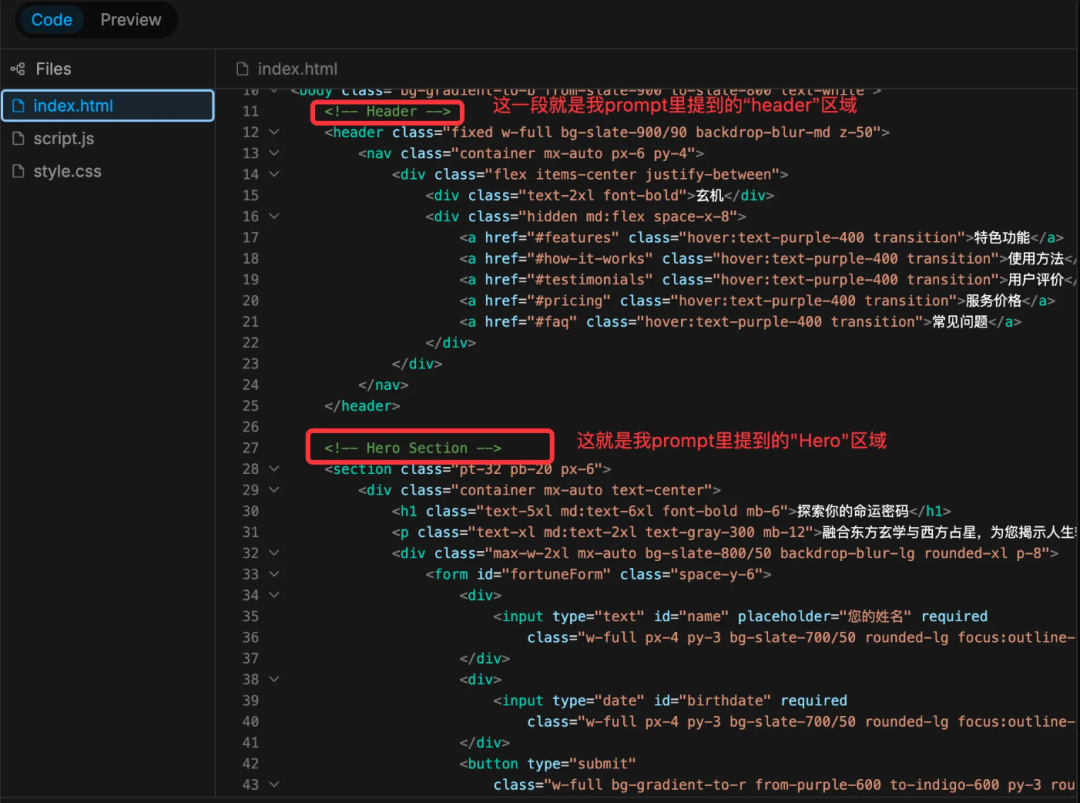 Code Preview
Files
index.html
script.js
style.css
index.html
10 <body class="bg-gradient-to-b from-slate-900 to-slate-800 text-white">
11 <!-- Header --> 这一段就是我prompt里提到的“header”区域
12 <header class="fixed w-full bg-slate-900/90 backdrop-blur-md z-50">
13 <nav class="container mx-auto px-6 py-4">
14 <div class="flex items-center justify-between">
15 <div class="text-2xl font-bold">玄机</div>
16 <div class="hidden md:flex space-x-8">
17 <a href="#features" class="hover:text-purple-400 transition">特色功能</a>
18 <a href="#how-it-works" class="hover:text-purple-400 transition">使用方法</
19 <a href="#testimonials" class="hover:text-purple-400 transition">用户评价</
20 <a href="#pricing" class="hover:text-purple-400 transition">服务价格</a>
21 <a href="#faq" class="hover:text-purple-400 transition">常见问题</a>
22 </div>
23 </div>
24 </nav>
25 </header>
26
27 <!-- Hero Section --> 这就是我prompt里提到的"Hero"区域
28 <section class="pt-32 pb-20 px-6">
29 <div class="container mx-auto text-center">
30 <h1 class="text-5xl md:text-6xl font-bold mb-6">探索你的命运密码</h1>
31 <p class="text-xl md:text-2xl text-gray-300 mb-12">融合东方玄学与西方占星，为您揭示人生
32 <div class="max-w-2xl mx-auto bg-slate-800/50 backdrop-blur-lg rounded-xl p-8">
33 <form id="fortuneForm" class="space-y-6">
34 <div>
35 <input type="text" id="name" placeholder="您的姓名" required
36 class="w-full px-4 py-3 bg-slate-700/50 rounded-lg focus:outline-
37 </div>
38 <div>
39 <input type="date" id="birthdate" required
40 class="w-full px-4 py-3 bg-slate-700/50 rounded-lg focus:outline-
41 </div>
42 <button type="submit"
43 class="w-full bg-gradient-to-r from-purple-600 to-indigo-600 py-3 rou